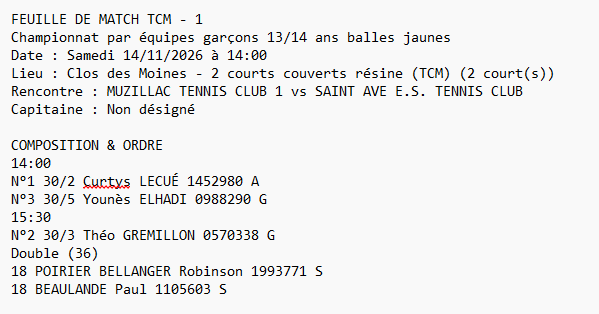 FEUILLE DE MATCH TCM - 1
Championnat par équipes garçons 13/14 ans balles jaunes
Date : Samedi 14/11/2026 à 14:00
Lieu : Clos des Moines - 2 courts couverts résine (TCM) (2 court(s))
Rencontre : MUZILLAC TENNIS CLUB 1 vs SAINT AVE E.S. TENNIS CLUB
Capitaine : Non désigné

COMPOSITION & ORDRE
14:00
N°1 30/2 Curtys LECUÉ 1452980 A
N°3 30/5 Younès ELHADI 0988290 G
15:30
N°2 30/3 Théo GREMILLON 0570338 G
Double (36)
18 POIRIER BELLANGER Robinson 1993771 S
18 BEAULANDE Paul 1105603 S